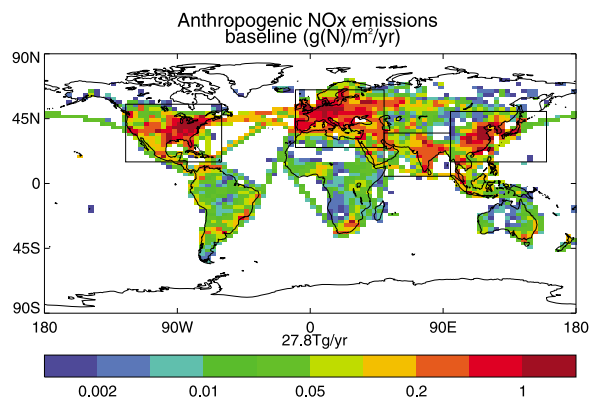 Anthropogenic NOx emissions
baseline (g(N)/m²/yr)
90N
45N
0
45S
90S
180 90W 0 90E 180
27.8Tg/yr
0.002 0.01 0.05 0.2 1